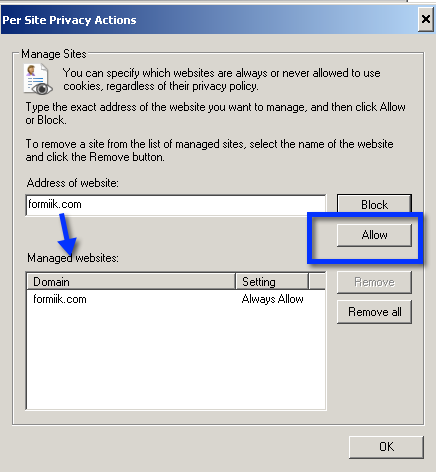 Per Site Privacy Actions
Manage Sites
You can specify which websites are always or never allowed to use
cookies, regardless of their privacy policy.
Type the exact address of the website you want to manage, and then click Allow
or Block.
To remove a site from the list of managed sites, select the name of the website
and click the Remove button.
Address of website:
formiik.com
Block
Allow
Managed websites:
Domain Setting
formiik.com Always Allow
Remove
Remove all
OK